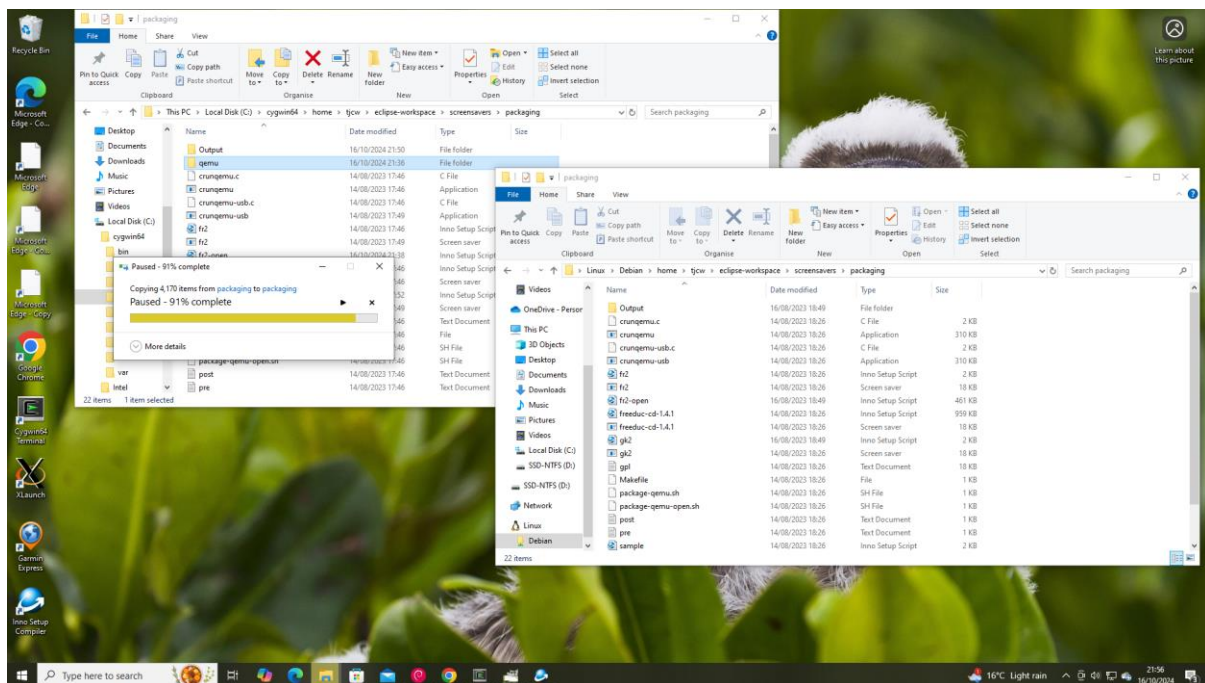 Recycle Bin
Microsoft
Edge - Co...
Microsoft
Edge
Microsoft
Edge - Co...
Microsoft
Edge - Copy
Google
Chrome
Cygwin64
Terminal
XLaunch
Garmin
Express
Inno Setup
Compiler
Learn about
this picture
packaging
File Home Share View
Pin to Quick access Copy Paste Cut Copy path Paste shortcut Move to Copy to Delete Rename New folder New item Easy access Properties Open Edit History Select all Select none Invert selection
Clipboard Organise New Open Select
This PC > Local Disk (C:) > cygwin64 > home > tjcw > eclipse-workspace > screensavers > packaging
Search packaging
Desktop
Documents
Downloads
Music
Pictures
Videos
Local Disk (C:)
cygwin64
bin
var
Intel
Name Date modified Type Size
Output 16/10/2024 21:50 File folder
qemu 16/10/2024 21:36 File folder
crunqemu.c 14/08/2023 17:46 C File
crunqemu 14/08/2023 17:46 Application
crunqemu-usb.c 14/08/2023 17:46 C File
crunqemu-usb 14/08/2023 17:49 Application
fr2 14/08/2023 17:46 Inno Setup Script
fr2 14/08/2023 17:49 Screen saver
fr2-open 16/10/2024 21:38 Inno Setup Script
Inno Setup Script
Screen saver
Inno Setup Script
Screen saver
Text Document
File
SH File
package-qemu-open.sh 14/08/2023 17:46 SH File
post 14/08/2023 17:46 Text Document
pre 14/08/2023 17:46 Text Document
22 items 1 item selected
Paused - 91% complete
Copying 4,170 items from packaging to packaging
Paused - 91% complete
More details
packaging
File Home Share View
Pin to Quick access Copy Paste Cut Copy path Paste shortcut Move to Copy to Delete Rename New folder New item Easy access Properties Open Edit History Select all Select none Invert selection
Clipboard Organise New Open Select
Linux > Debian > home > tjcw > eclipse-workspace > screensavers > packaging
Search packaging
Videos
OneDrive - Person
This PC
3D Objects
Desktop
Documents
Downloads
Music
Pictures
Videos
Local Disk (C:)
SSD-NTFS (D:)
SSD-NTFS (D:)
Network
Linux
Debian
Name Date modified Type Size
Output 16/08/2023 18:49 File folder
crunqemu.c 14/08/2023 18:26 C File 2 KB
crunqemu 14/08/2023 18:26 Application 310 KB
crunqemu-usb.c 14/08/2023 18:26 C File 2 KB
crunqemu-usb 14/08/2023 18:26 Application 310 KB
fr2 14/08/2023 18:26 Inno Setup Script 2 KB
fr2 14/08/2023 18:26 Screen saver 18 KB
fr2-open 16/08/2023 18:49 Inno Setup Script 461 KB
freeduc-cd-1.4.1 14/08/2023 18:26 Inno Setup Script 959 KB
freeduc-cd-1.4.1 14/08/2023 18:26 Screen saver 18 KB
gk2 16/08/2023 18:49 Inno Setup Script 2 KB
gk2 14/08/2023 18:26 Screen saver 18 KB
gpl 14/08/2023 18:26 Text Document 18 KB
Makefile 14/08/2023 18:26 File 1 KB
package-qemu.sh 14/08/2023 18:26 SH File 1 KB
package-qemu-open.sh 14/08/2023 18:26 SH File 1 KB
post 14/08/2023 18:26 Text Document 1 KB
pre 14/08/2023 18:26 Text Document 1 KB
sample 14/08/2023 18:26 Inno Setup Script 2 KB
22 items
Type here to search
16°C Light rain
21:56
16/10/2024